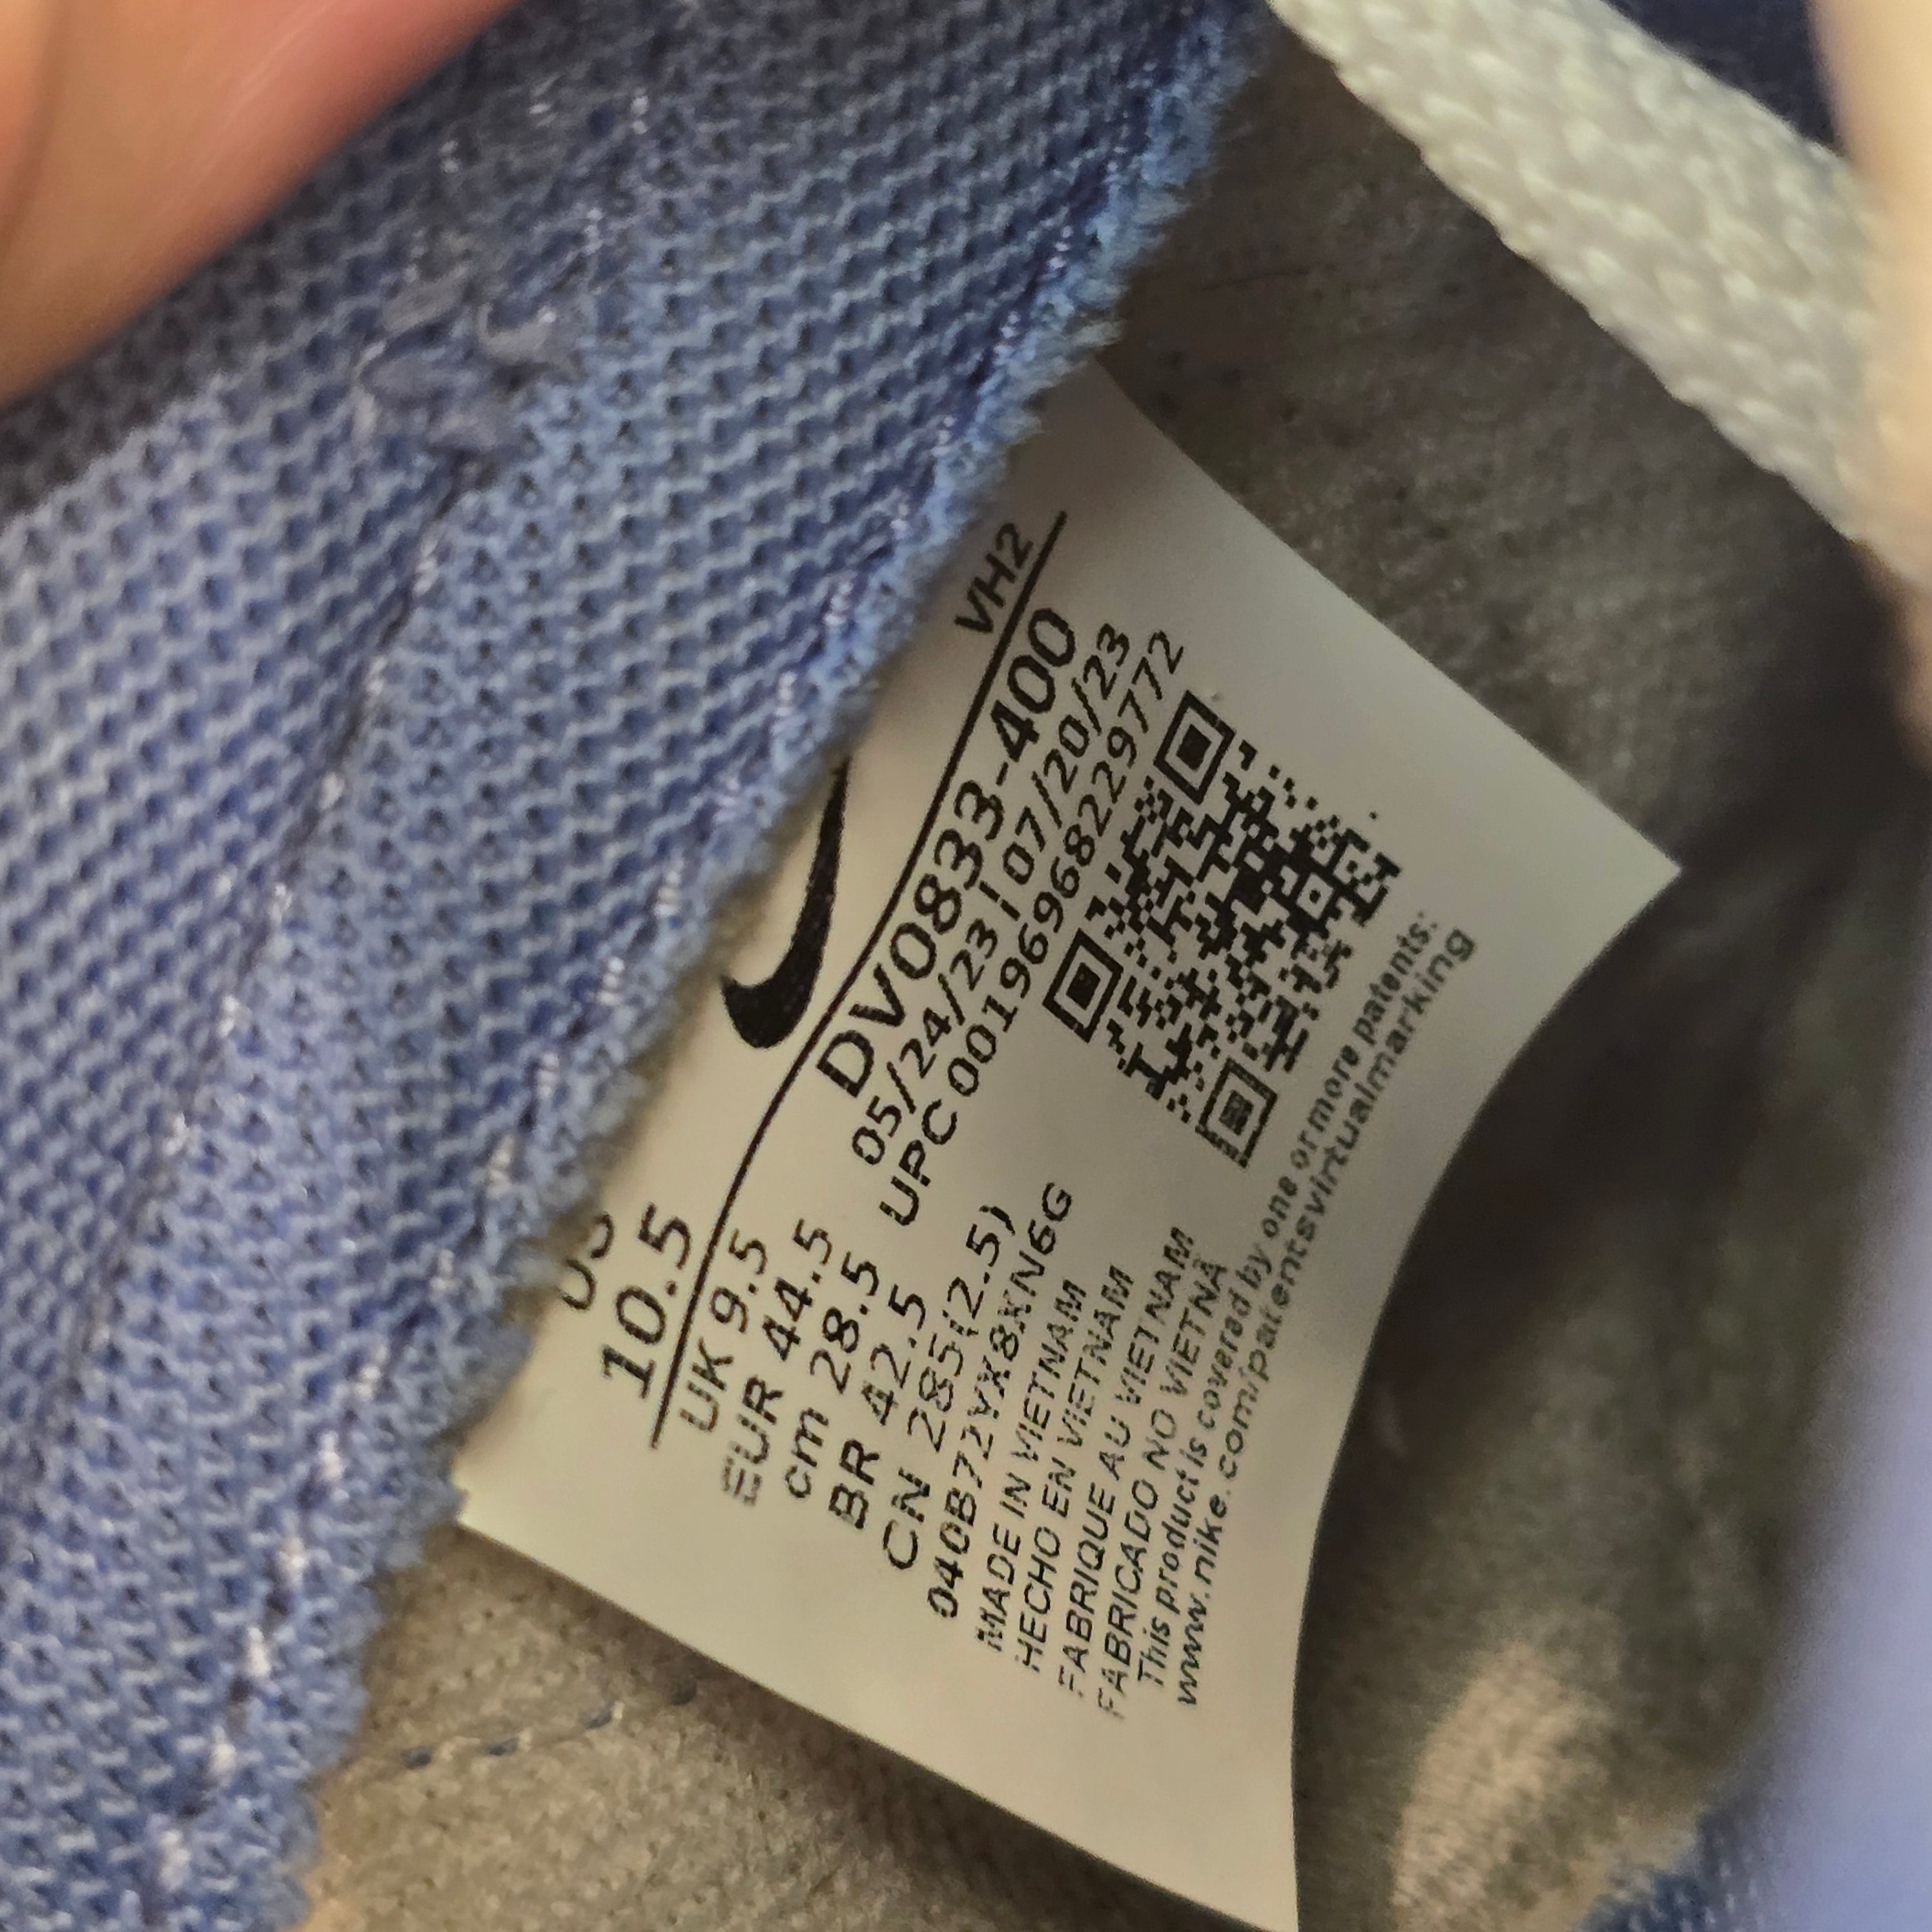 VH2
US
10.5
DV0833-400
05/24/23 | 07/20/23
UPC 00196968229772
UK 9.5
EUR 44.5
cm 28.5
BR 42.5
CN 285(2.5)
040B72YX8XN6G
MADE IN VIETNAM
HECHO EN VIETNAM
FABRIQUE AU VIETNAM
FABRICADO NO VIETNÃ
This product is covered by one or more patents:
www.nike.com/patentsvirtualmarking